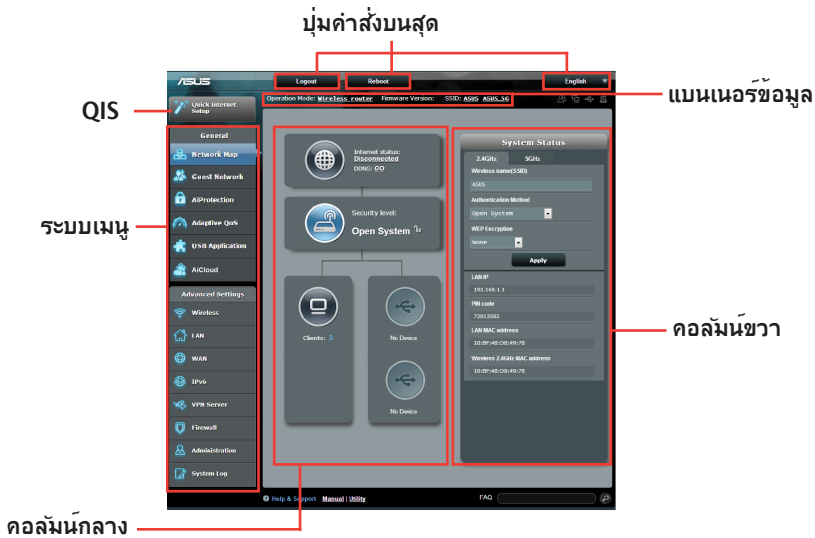 ปุ่มคำสั่งบนสุด
ASUS
Logout
Reboot
English
แบนเนอร์ข้อมูล
QIS
Quick Internet
Setup
Operation Mode: Wireless router Firmware Version: SSID: ASUS ASUS_5G
General
Network Map
Guest Network
AiProtection
Adaptive QoS
USB Application
AiCloud
ระบบเมนู
Advanced Settings
Wireless
LAN
WAN
IPv6
VPN Server
Firewall
Administration
System Log
Internet status:
Disconnected
DDNS: GO
Security level:
Open System
Clients: 3
No Device
No Device
System Status
2.4GHz 5GHz
Wireless name(SSID)
ASUS
Authentication Method
Open System
WEP Encryption
None
Apply
LAN IP
192.168.1.1
PIN code
72013502
LAN MAC address
10:BF:48:D8:49:78
Wireless 2.4GHz MAC address
10:BF:48:D8:49:78
คอลัมน์ขวา
Help & Support Manual | Utility
FAQ
คอลัมน์กลาง